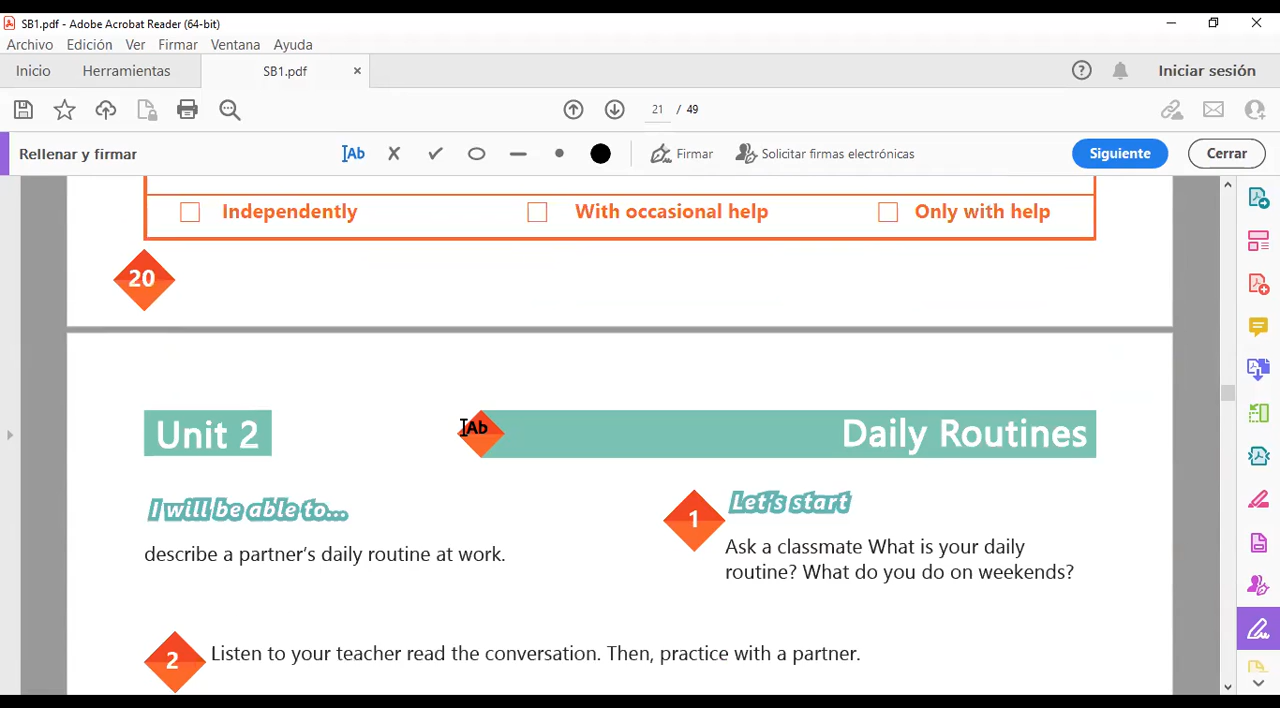 SB1.pdf - Adobe Acrobat Reader (64-bit)
Archivo Edición Ver Firmar Ventana Ayuda
Inicio Herramientas SB1.pdf × ? Iniciar sesión
21 / 49
Rellenar y firmar Ab Firmar Solicitar firmas electrónicas Siguiente Cerrar
Independently With occasional help Only with help
20
Unit 2 Ab Daily Routines
I will be able to...
describe a partner's daily routine at work.
1 Let's start
Ask a classmate What is your daily
routine? What do you do on weekends?
2 Listen to your teacher read the conversation. Then, practice with a partner.